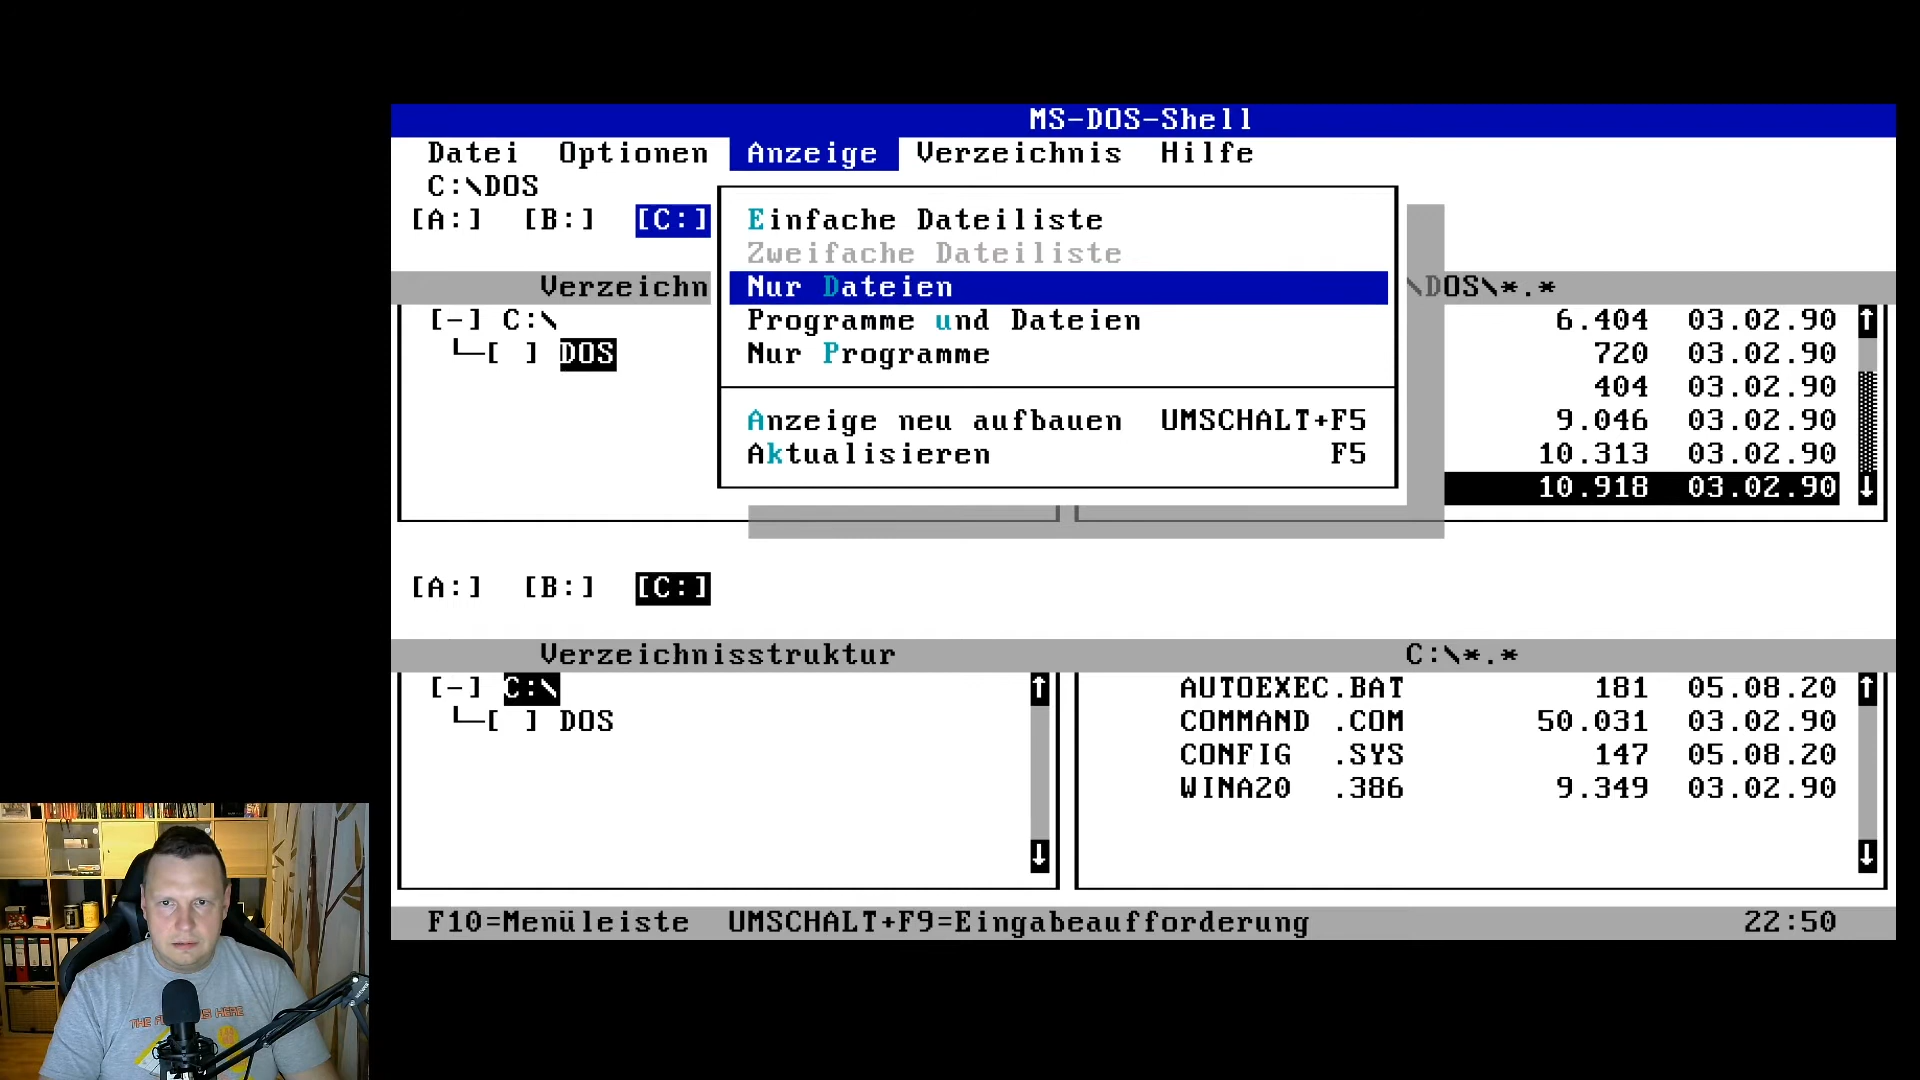 MS-DOS-Shell
Datei Optionen Anzeige Verzeichnis Hilfe
C:\DOS
[A:] [B:] [C:]
Einfache Dateiliste
Zweifache Dateiliste
Nur Dateien
Programme und Dateien
Nur Programme
Anzeige neu aufbauen UMSCHALT+F5
Aktualisieren F5
Verzeichn \DOS\*.*
[-] C:\
└─[ ] DOS
6.404 03.02.90
720 03.02.90
404 03.02.90
9.046 03.02.90
10.313 03.02.90
10.918 03.02.90
[A:] [B:] [C:]
Verzeichnisstruktur C:\*.*
[-] C:\
└─[ ] DOS
AUTOEXEC.BAT 181 05.08.20
COMMAND .COM 50.031 03.02.90
CONFIG .SYS 147 05.08.20
WINA20 .386 9.349 03.02.90
F10=Menüleiste UMSCHALT+F9=Eingabeaufforderung 22:50
THE
HERE